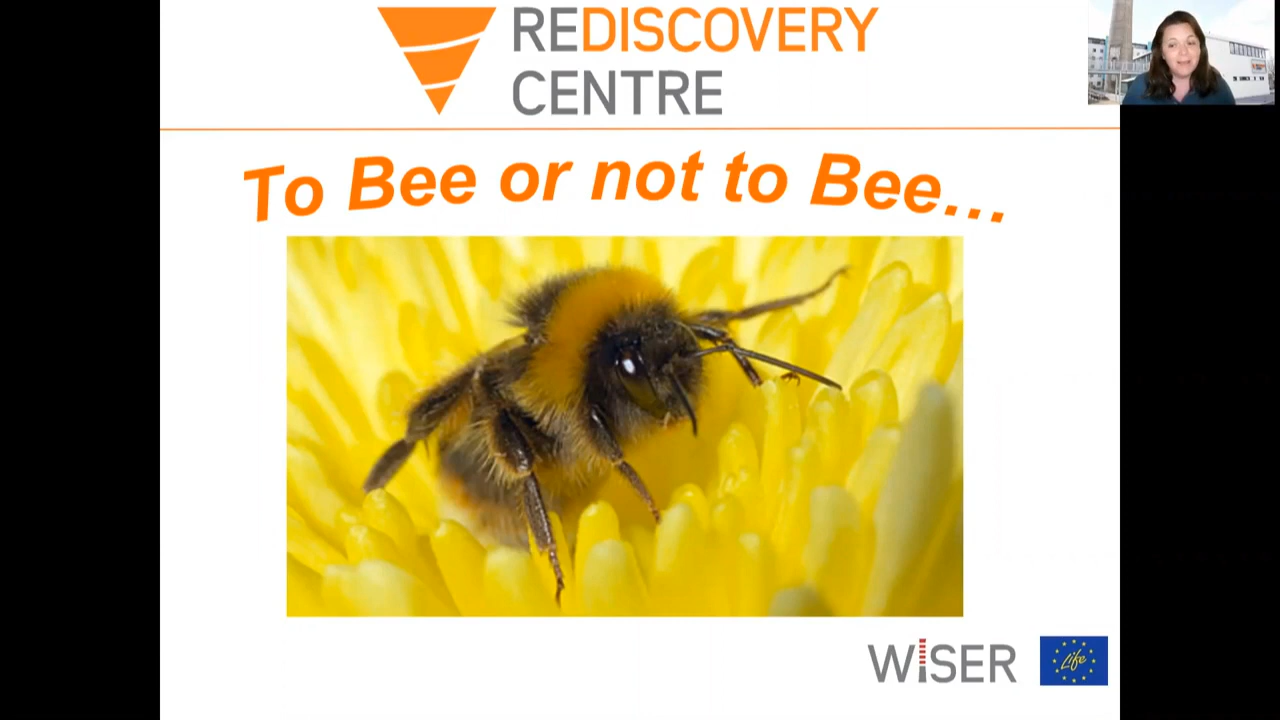 REDISCOVERY
CENTRE
To Bee or not to Bee...
WISER
Life